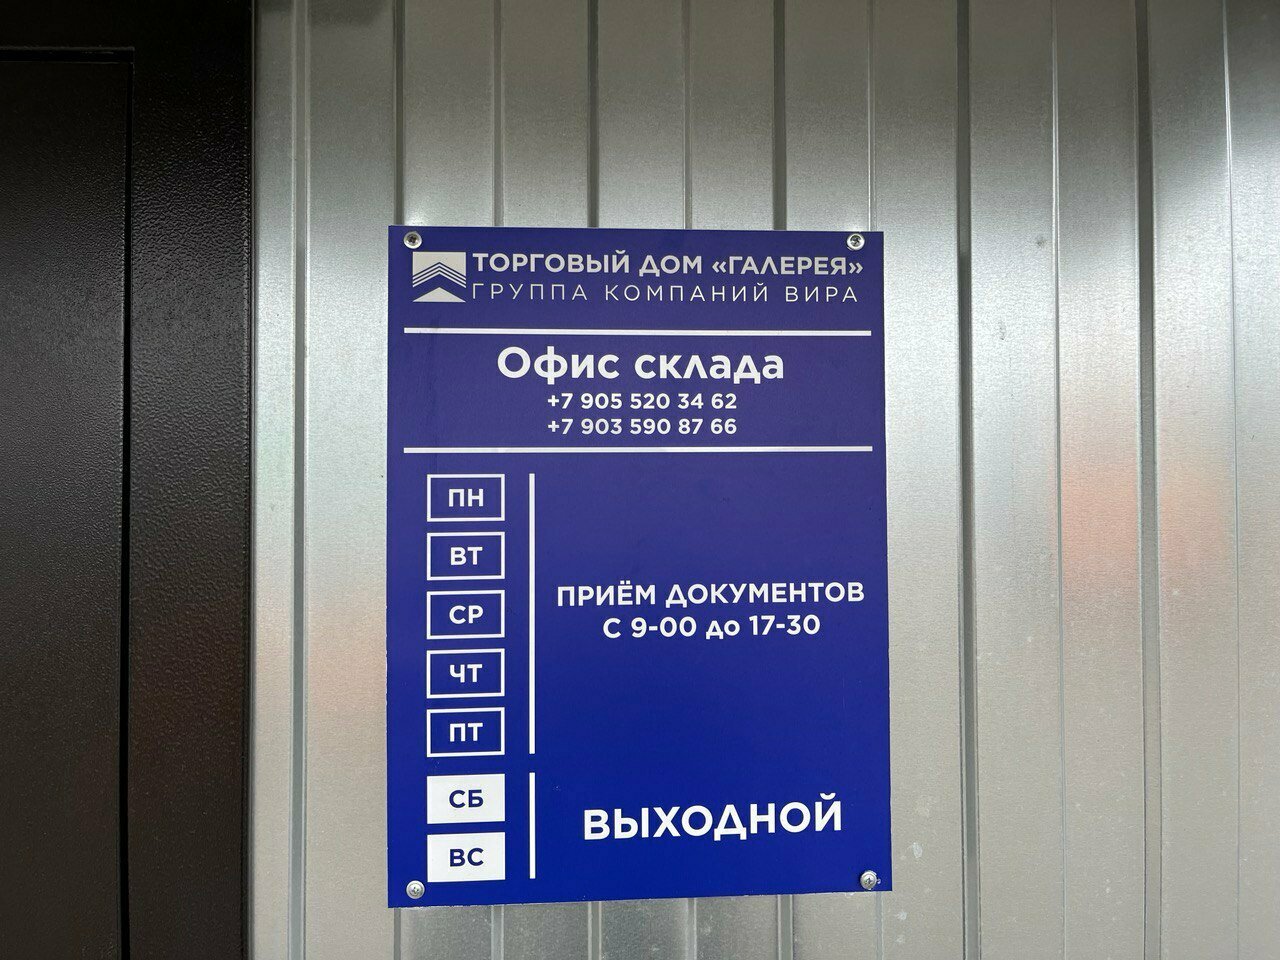 ТОРГОВЫЙ ДОМ «ГАЛЕРЕЯ»
ГРУППА КОМПАНИЙ ВИРА
Офис склада
+7 905 520 34 62
+7 903 590 87 66
ПН
ВТ
СР
ЧТ
ПТ
ПРИЁМ ДОКУМЕНТОВ
С 9-00 до 17-30
СБ
ВС
ВЫХОДНОЙ